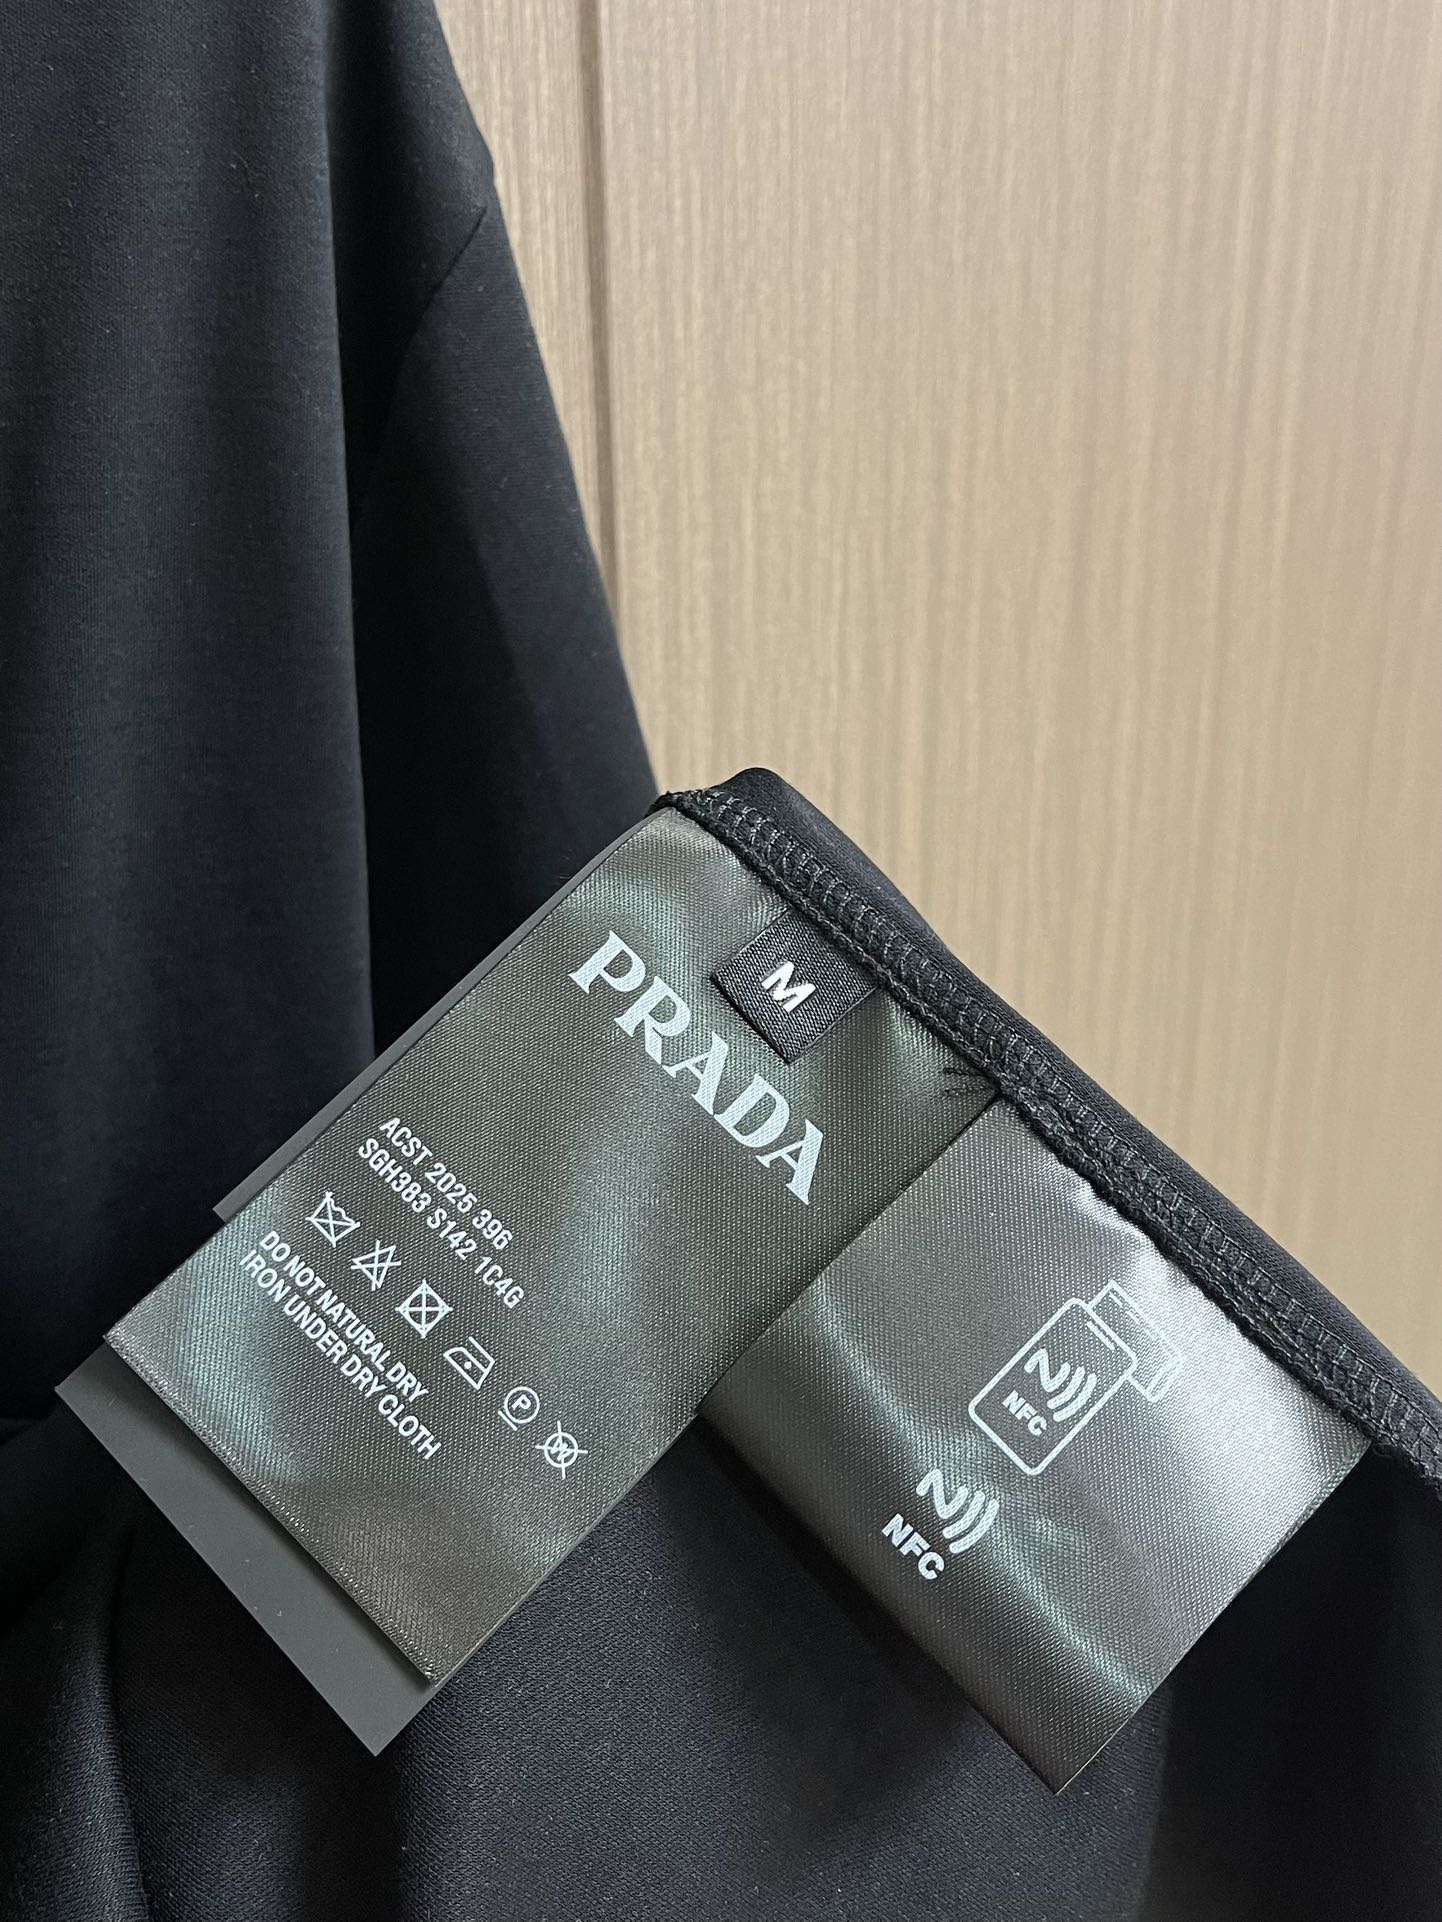 PRADA
M
ACST 2025 396
SGH383 S142 1C4G
P
W
DO NOT NATURAL DRY
IRON UNDER DRY CLOTH
NFC
NFC